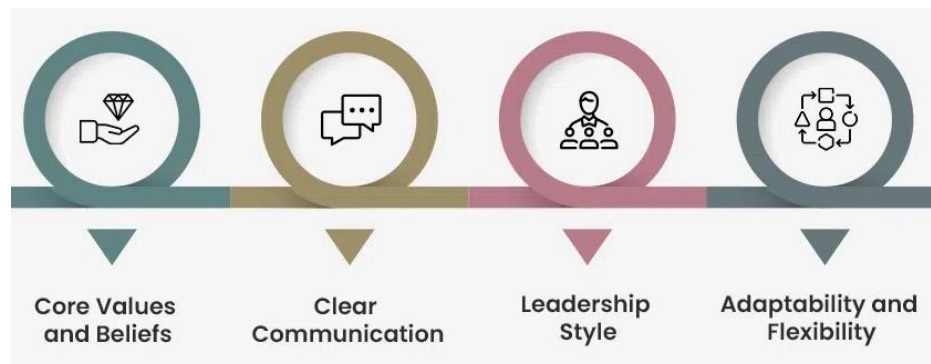 Core Values
and Beliefs
Clear
Communication
Leadership
Style
Adaptability and
Flexibility